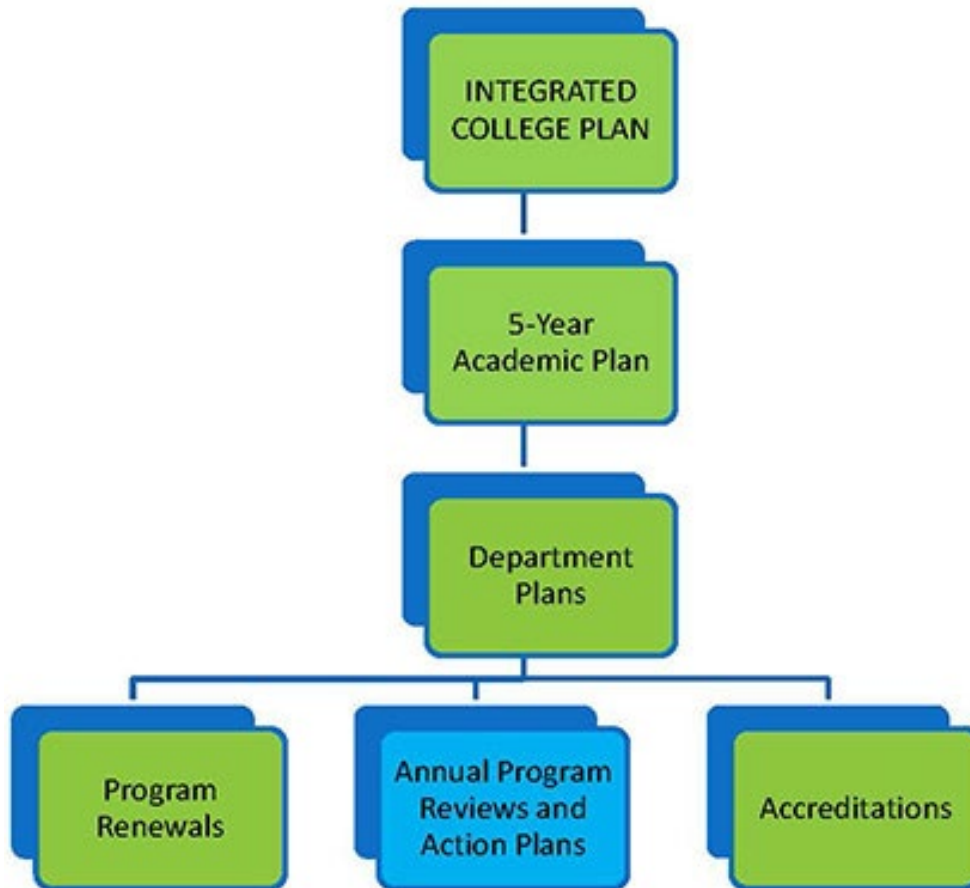 INTEGRATED
COLLEGE PLAN
5-Year
Academic Plan
Department
Plans
Program
Renewals
Annual Program
Reviews and
Action Plans
Accreditations